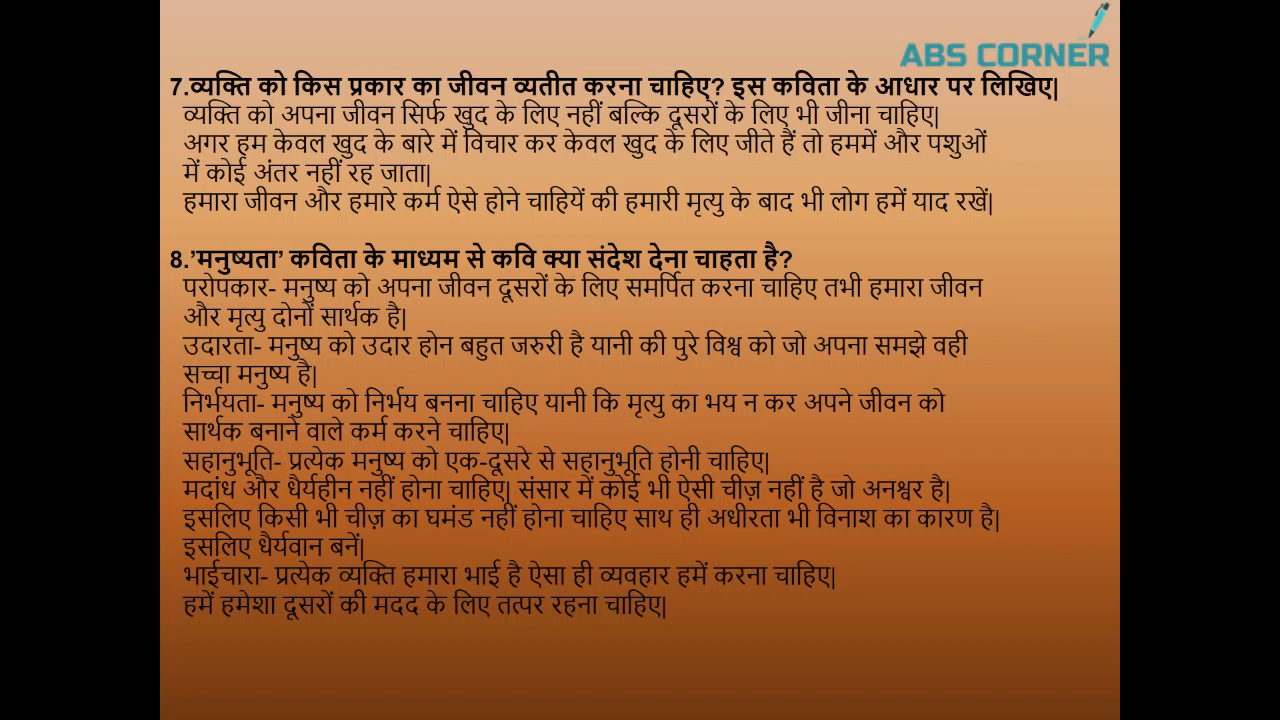 ABS CORNER
7.व्यक्ति को किस प्रकार का जीवन व्यतीत करना चाहिए? इस कविता के आधार पर लिखिए|
व्यक्ति को अपना जीवन सिर्फ खुद के लिए नहीं बल्कि दूसरों के लिए भी जीना चाहिए|
अगर हम केवल खुद के बारे में विचार कर केवल खुद के लिए जीते हैं तो हममें और पशुओं
में कोई अंतर नहीं रह जाता|
हमारा जीवन और हमारे कर्म ऐसे होने चाहियें की हमारी मृत्यु के बाद भी लोग हमें याद रखें|
8.’मनुष्यता’ कविता के माध्यम से कवि क्या संदेश देना चाहता है?
परोपकार- मनुष्य को अपना जीवन दूसरों के लिए समर्पित करना चाहिए तभी हमारा जीवन
और मृत्यु दोनों सार्थक है|
उदारता- मनुष्य को उदार होन बहुत जरुरी है यानी की पुरे विश्व को जो अपना समझे वही
सच्चा मनुष्य है|
निर्भयता- मनुष्य को निर्भय बनना चाहिए यानी कि मृत्यु का भय न कर अपने जीवन को
सार्थक बनाने वाले कर्म करने चाहिए|
सहानुभूति- प्रत्येक मनुष्य को एक-दूसरे से सहानुभूति होनी चाहिए|
मदांध और धैर्यहीन नहीं होना चाहिए| संसार में कोई भी ऐसी चीज़ नहीं है जो अनश्वर है|
इसलिए किसी भी चीज़ का घमंड नहीं होना चाहिए साथ ही अधीरता भी विनाश का कारण है|
इसलिए धैर्यवान बनें|
भाईचारा- प्रत्येक व्यक्ति हमारा भाई है ऐसा ही व्यवहार हमें करना चाहिए|
हमें हमेशा दूसरों की मदद के लिए तत्पर रहना चाहिए|